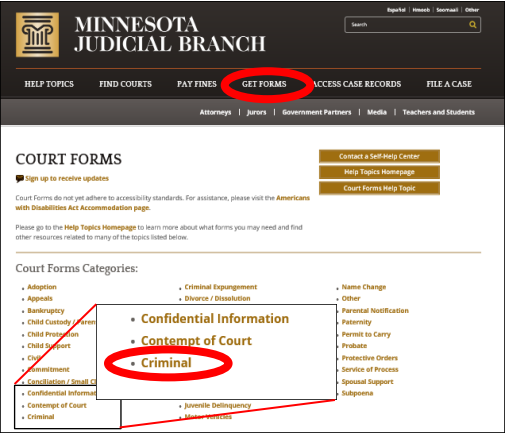 Español | Hmoob | Soomaali | Other
MINNESOTA
JUDICIAL BRANCH
Search
HELP TOPICS FIND COURTS PAY FINES GET FORMS ACCESS CASE RECORDS FILE A CASE
Attorneys | Jurors | Government Partners | Media | Teachers and Students
COURT FORMS
Sign up to receive updates
Contact a Self-Help Center
Help Topics Homepage
Court Forms Help Topic
Court Forms do not yet adhere to accessibility standards. For assistance, please visit the Americans
with Disabilities Act Accommodation page.
Please go to the Help Topics Homepage to learn more about what forms you may need and find
other resources related to many of the topics listed below.
Court Forms Categories:
Adoption
Appeals
Bankruptcy
Child Custody / Paren
Child Protection
Child Support
Civil
Commitment
Conciliation / Small Cl
Confidential Informat
Contempt of Court
Criminal
Criminal Expungement
Divorce / Dissolution
Confidential Information
Contempt of Court
Criminal
Juvenile Delinquency
Motor Vehicles
Name Change
Other
Parental Notification
Paternity
Permit to Carry
Probate
Protective Orders
Service of Process
Spousal Support
Subpoena